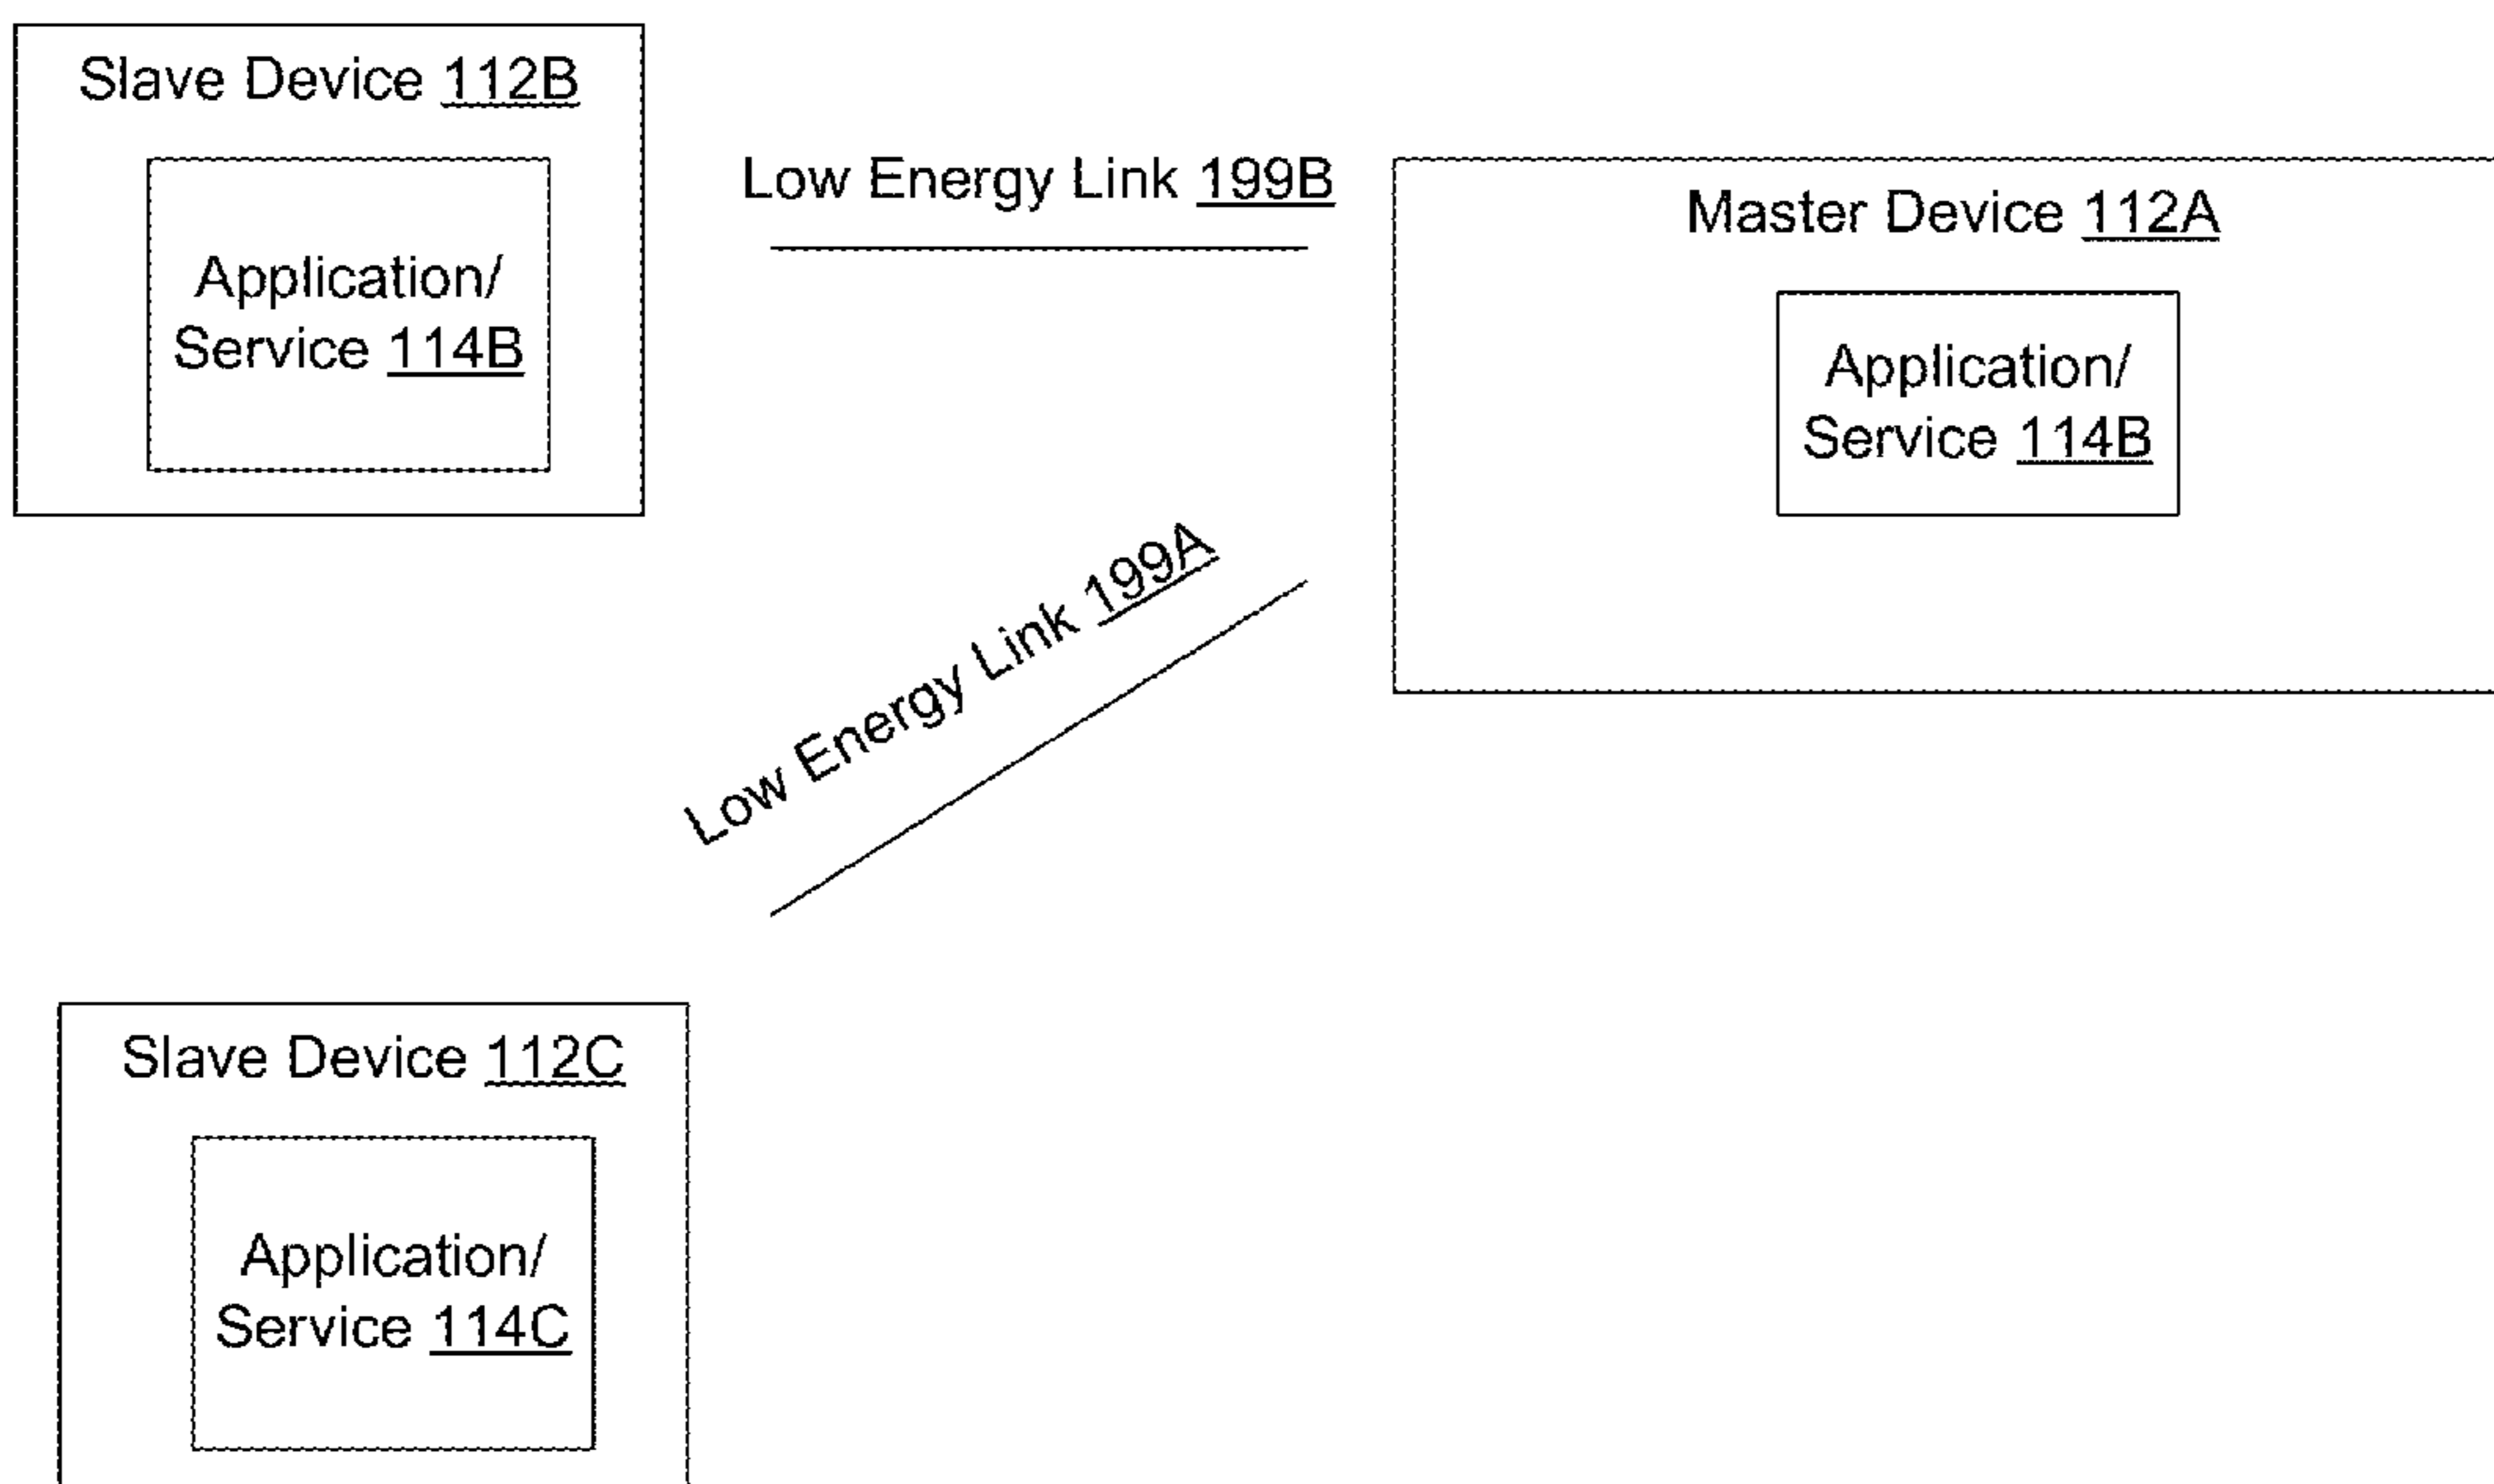 Slave Device 112B
Application/
Service 114B
Low Energy Link 199B
Master Device 112A
Application/
Service 114B
Low Energy Link 199A
Slave Device 112C
Application/
Service 114C